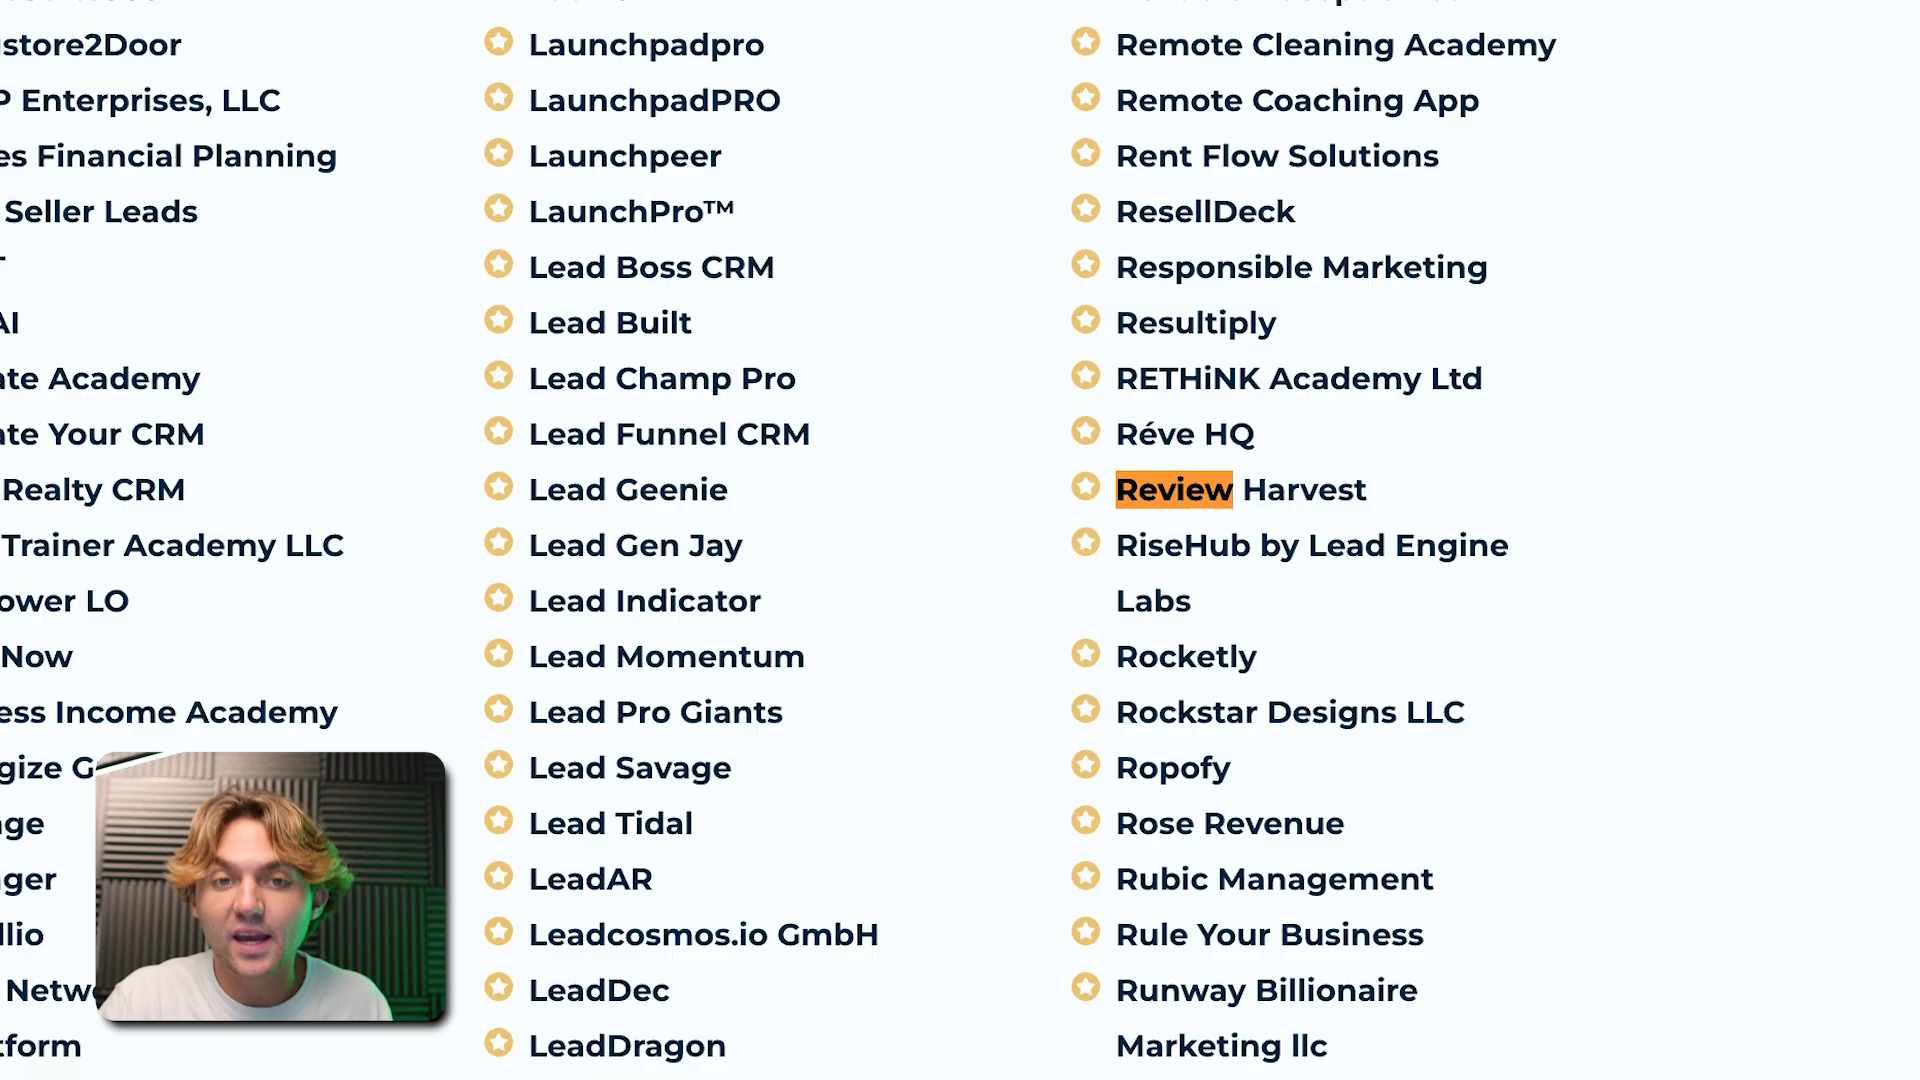 store2Door
P Enterprises, LLC
es Financial Planning
Seller Leads
AI
ate Academy
ate Your CRM
Realty CRM
Trainer Academy LLC
ower LO
Now
ess Income Academy
gize G
age
ger
llio
Netwo
tform
Launchpadpro
LaunchpadPRO
Launchpeer
LaunchPro™
Lead Boss CRM
Lead Built
Lead Champ Pro
Lead Funnel CRM
Lead Geenie
Lead Gen Jay
Lead Indicator
Lead Momentum
Lead Pro Giants
Lead Savage
Lead Tidal
LeadAR
Leadcosmos.io GmbH
LeadDec
LeadDragon
Remote Cleaning Academy
Remote Coaching App
Rent Flow Solutions
ResellDeck
Responsible Marketing
Resultiply
RETHiNK Academy Ltd
Réve HQ
Review Harvest
RiseHub by Lead Engine
Labs
Rocketly
Rockstar Designs LLC
Ropofy
Rose Revenue
Rubic Management
Rule Your Business
Runway Billionaire
Marketing llc